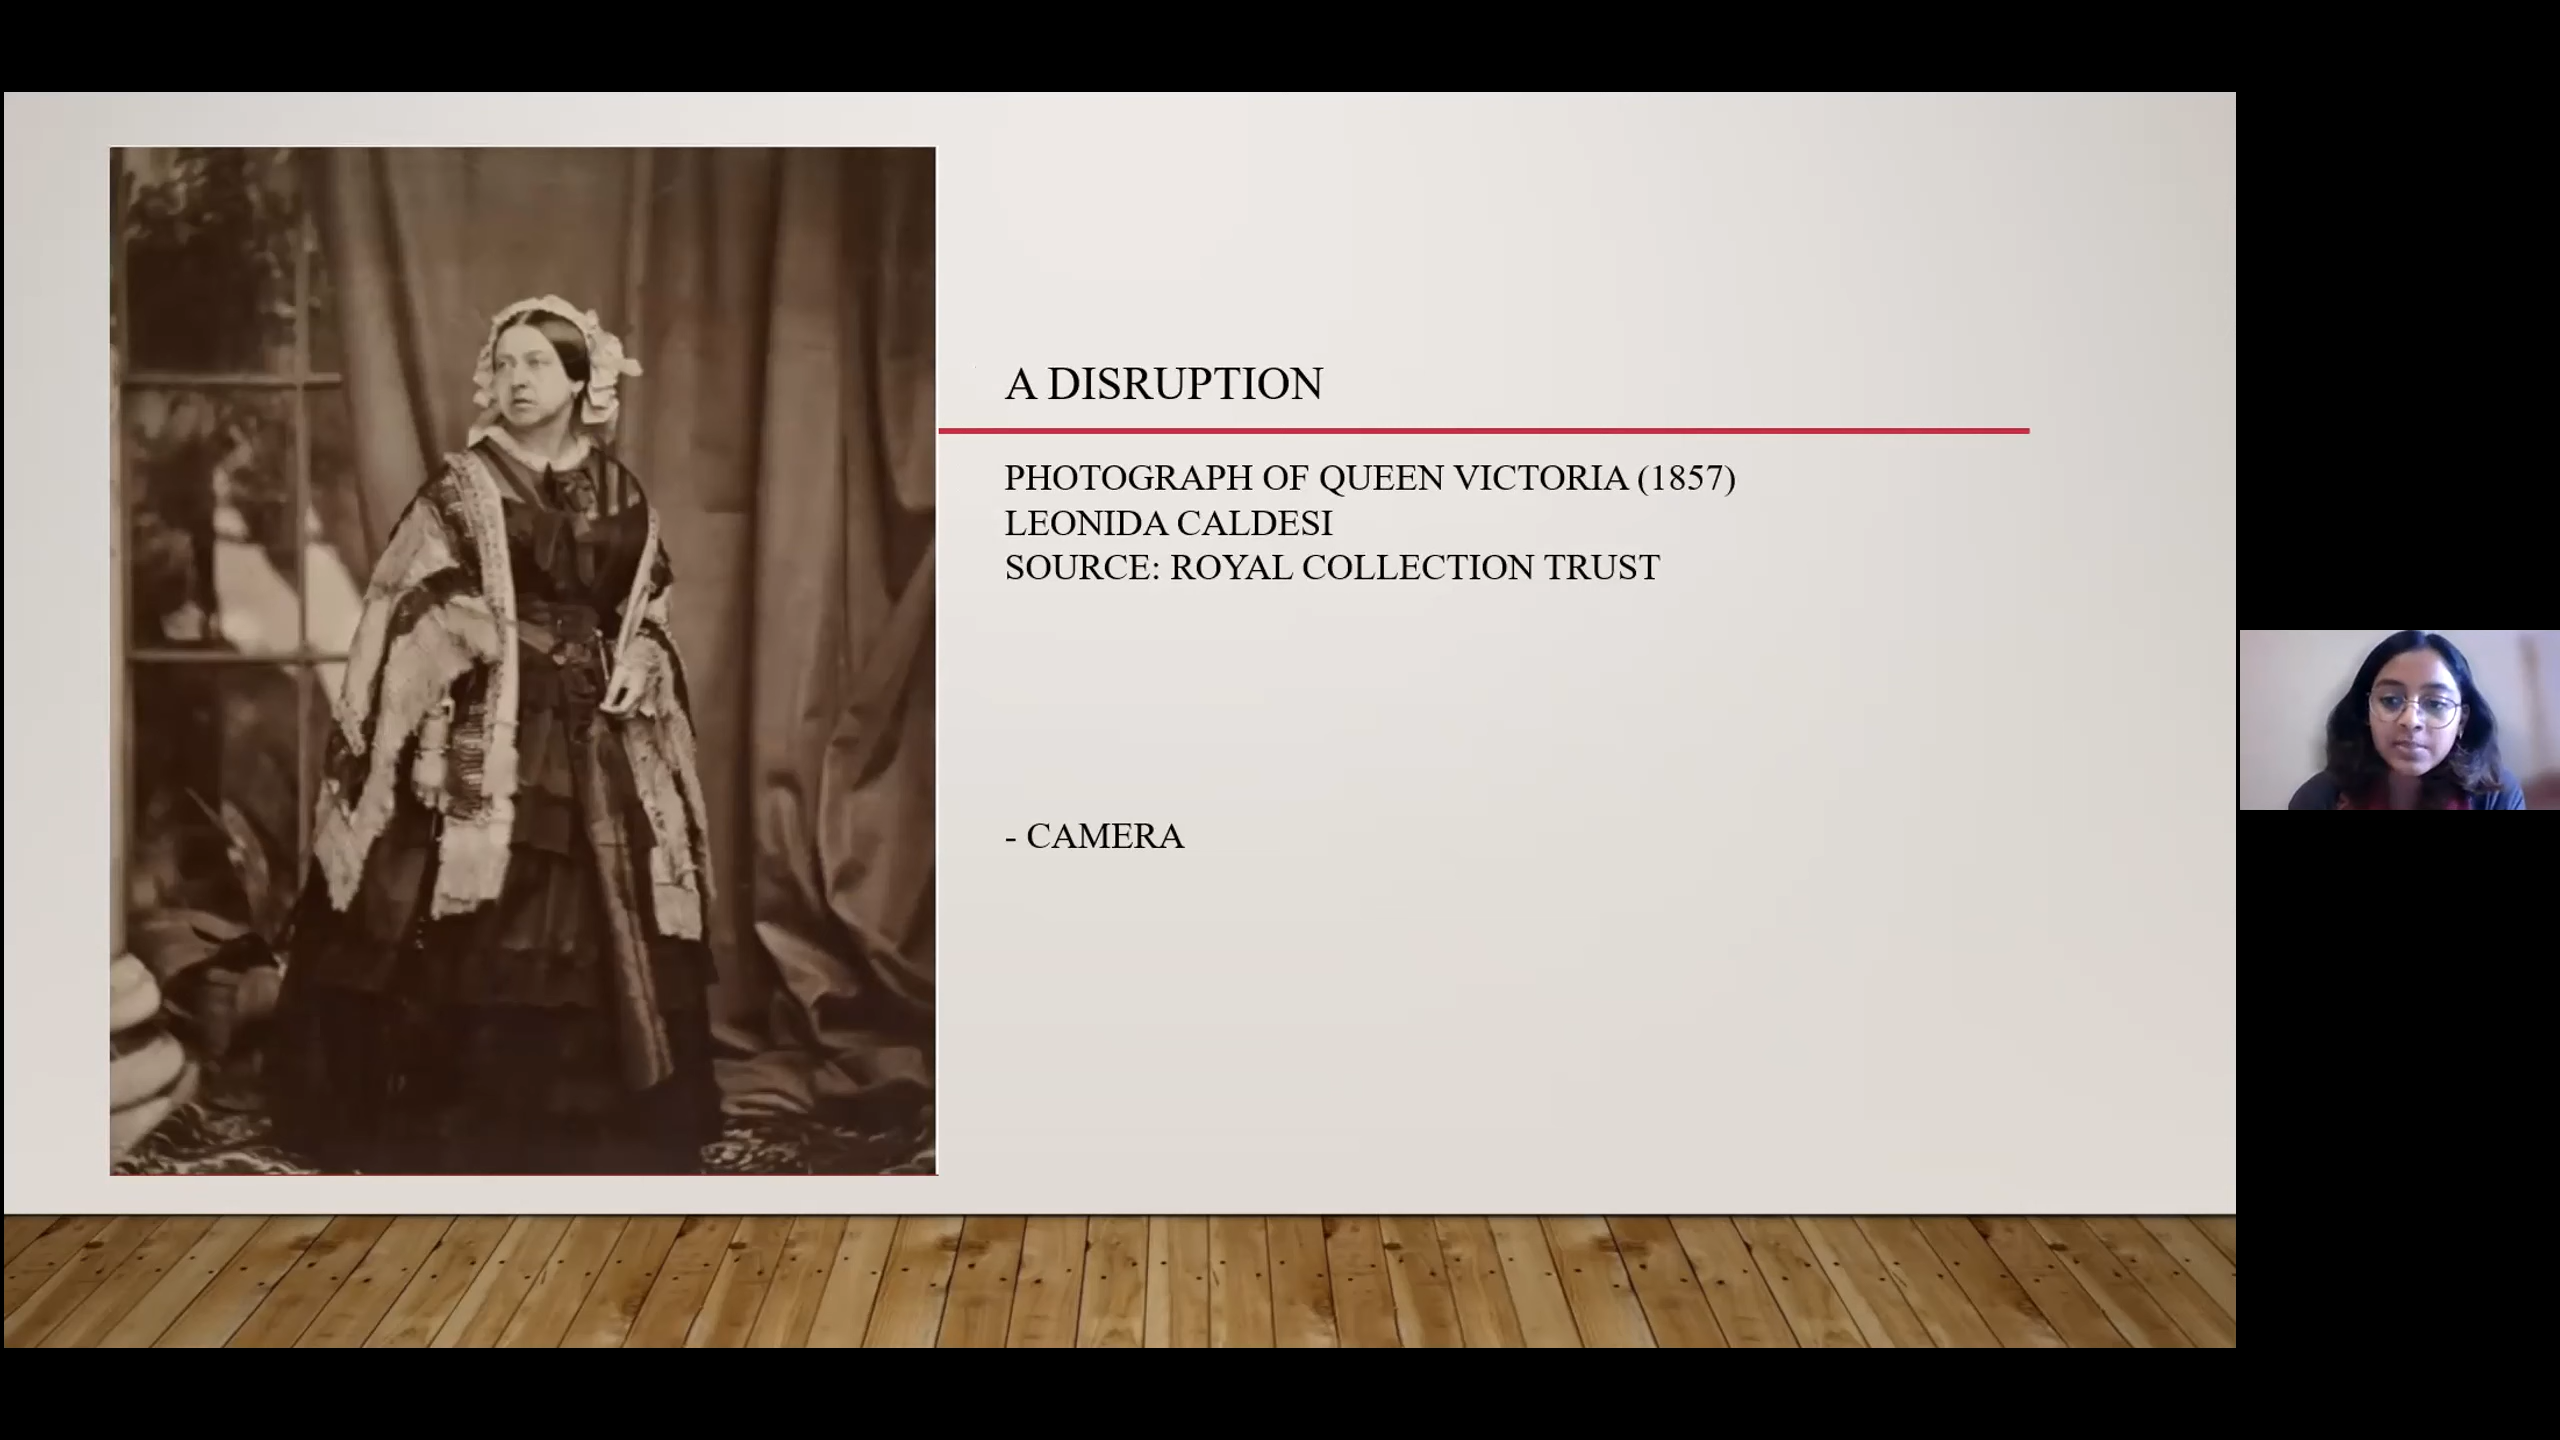 A DISRUPTION
PHOTOGRAPH OF QUEEN VICTORIA (1857)
LEONIDA CALDESI
SOURCE: ROYAL COLLECTION TRUST
- CAMERA